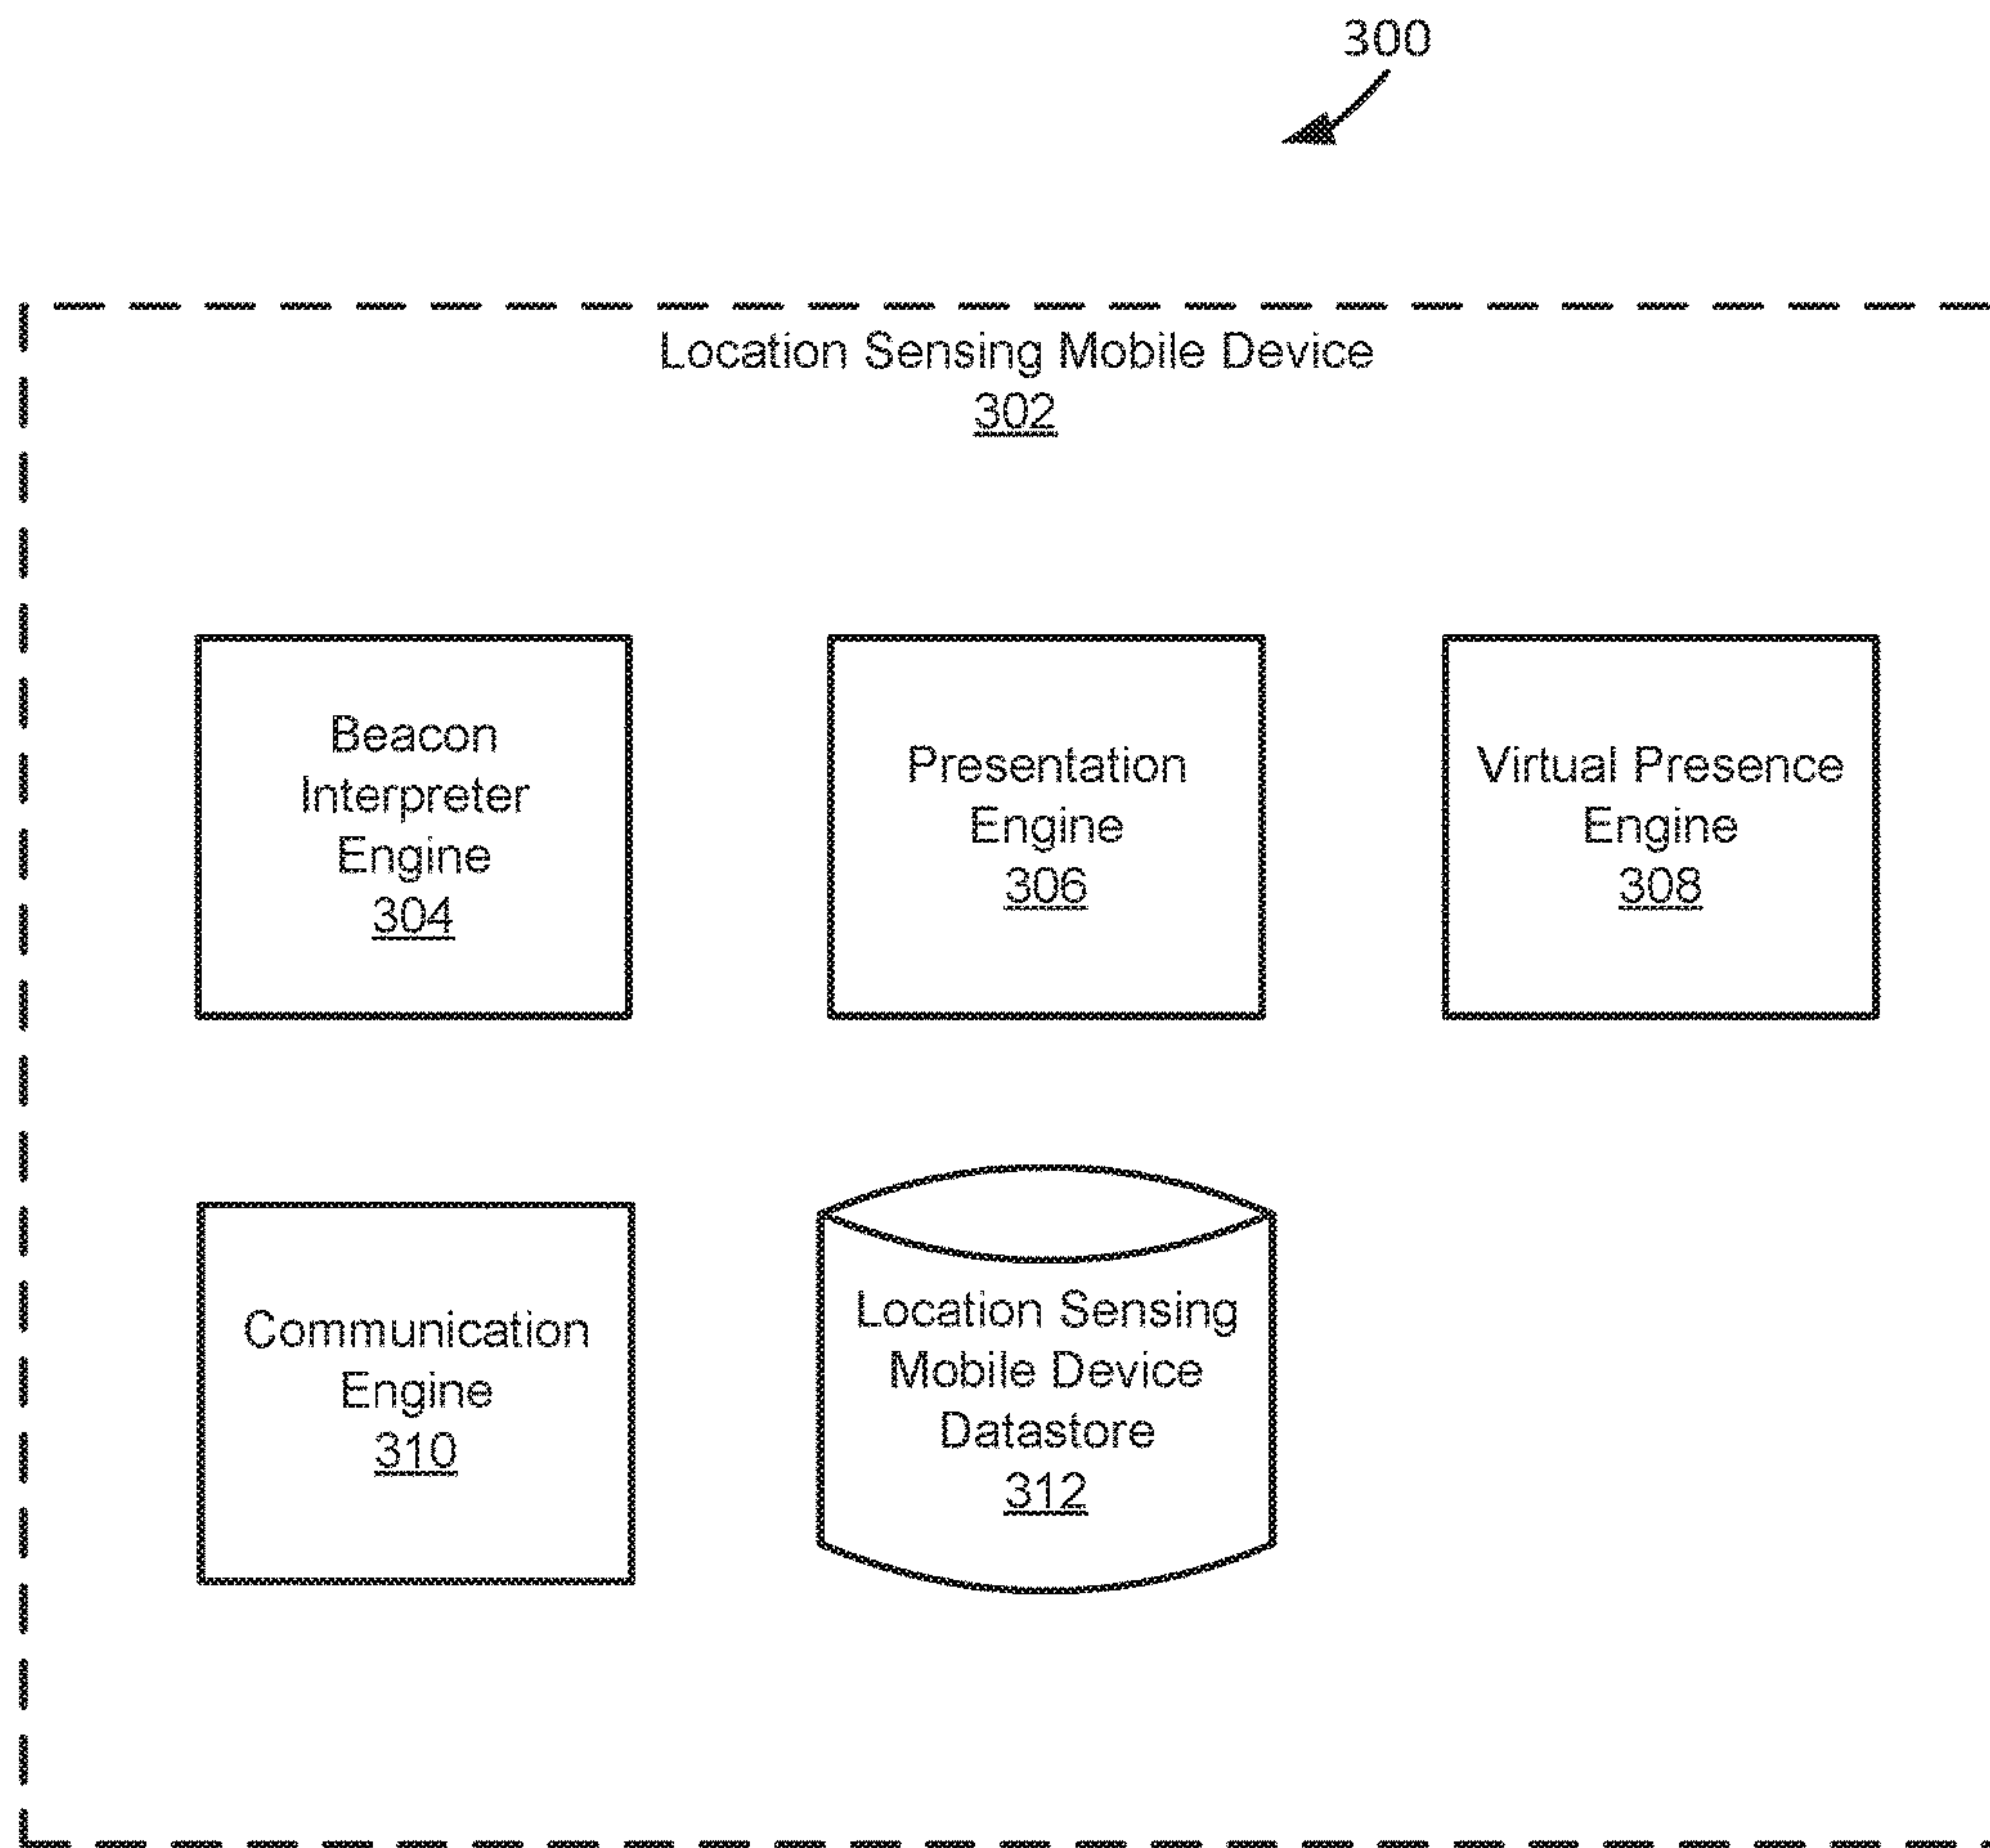 300
Location Sensing Mobile Device
302
Beacon
Interpreter
Engine
304
Presentation
Engine
306
Virtual Presence
Engine
308
Communication
Engine
310
Location Sensing
Mobile Device
Datastore
312